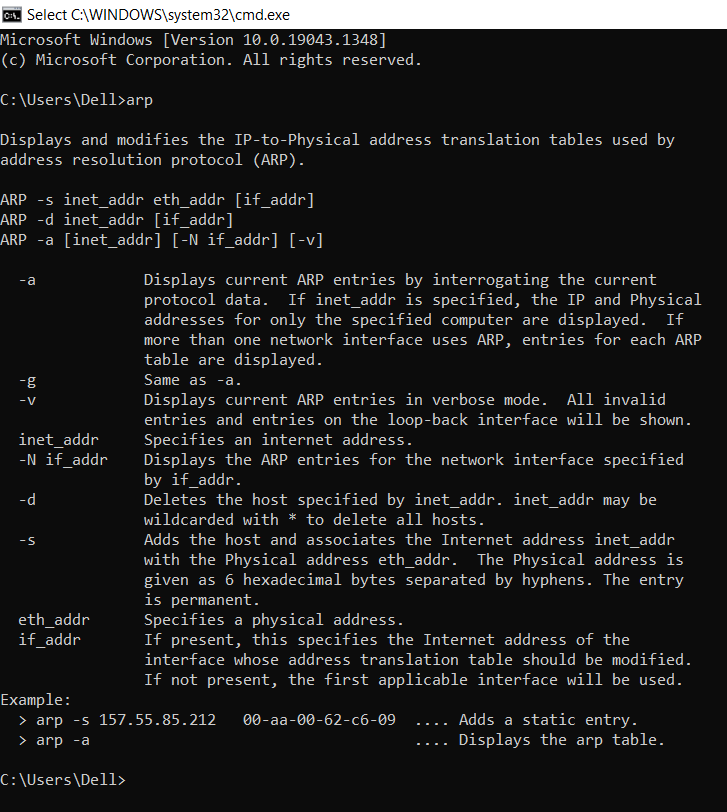 Select C:\WINDOWS\system32\cmd.exe
Microsoft Windows [Version 10.0.19043.1348]
(c) Microsoft Corporation. All rights reserved.
C:\Users\Dell>arp
Displays and modifies the IP-to-Physical address translation tables used by
address resolution protocol (ARP).
ARP -s inet_addr eth_addr [if_addr]
ARP -d inet_addr [if_addr]
ARP -a [inet_addr] [-N if_addr] [-v]
  -a            Displays current ARP entries by interrogating the current
                protocol data.  If inet_addr is specified, the IP and Physical
                addresses for only the specified computer are displayed.  If
                more than one network interface uses ARP, entries for each ARP
                table are displayed.
  -g            Same as -a.
  -v            Displays current ARP entries in verbose mode.  All invalid
                entries and entries on the loop-back interface will be shown.
  inet_addr     Specifies an internet address.
  -N if_addr    Displays the ARP entries for the network interface specified
                by if_addr.
  -d            Deletes the host specified by inet_addr. inet_addr may be
                wildcarded with * to delete all hosts.
  -s            Adds the host and associates the Internet address inet_addr
                with the Physical address eth_addr.  The Physical address is
                given as 6 hexadecimal bytes separated by hyphens. The entry
                is permanent.
  eth_addr      Specifies a physical address.
  if_addr       If present, this specifies the Internet address of the
                interface whose address translation table should be modified.
                If not present, the first applicable interface will be used.
Example:
  > arp -s 157.55.85.212   00-aa-00-62-c6-09  .... Adds a static entry.
  > arp -a                                    .... Displays the arp table.
C:\Users\Dell>